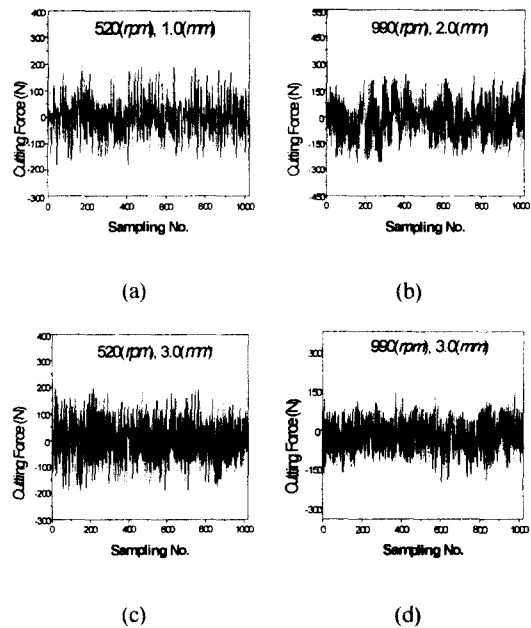 520(rpm), 1.0(mm)
Cutting Force (N)
400
300
200
100
0
-100
-200
-300
0 200 400 600 800 1000
Sampling No.
(a)
990(rpm), 2.0(mm)
Cutting Force (N)
300
150
0
-150
-300
0 200 400 600 800 1000
Sampling No.
(b)
520(rpm), 3.0(mm)
Cutting Force (N)
400
300
200
100
0
-100
-200
-300
0 200 400 600 800 1000
Sampling No.
(c)
990(rpm), 3.0(mm)
Cutting Force (N)
300
150
0
-150
-300
0 200 400 600 800 1000
Sampling No.
(d)